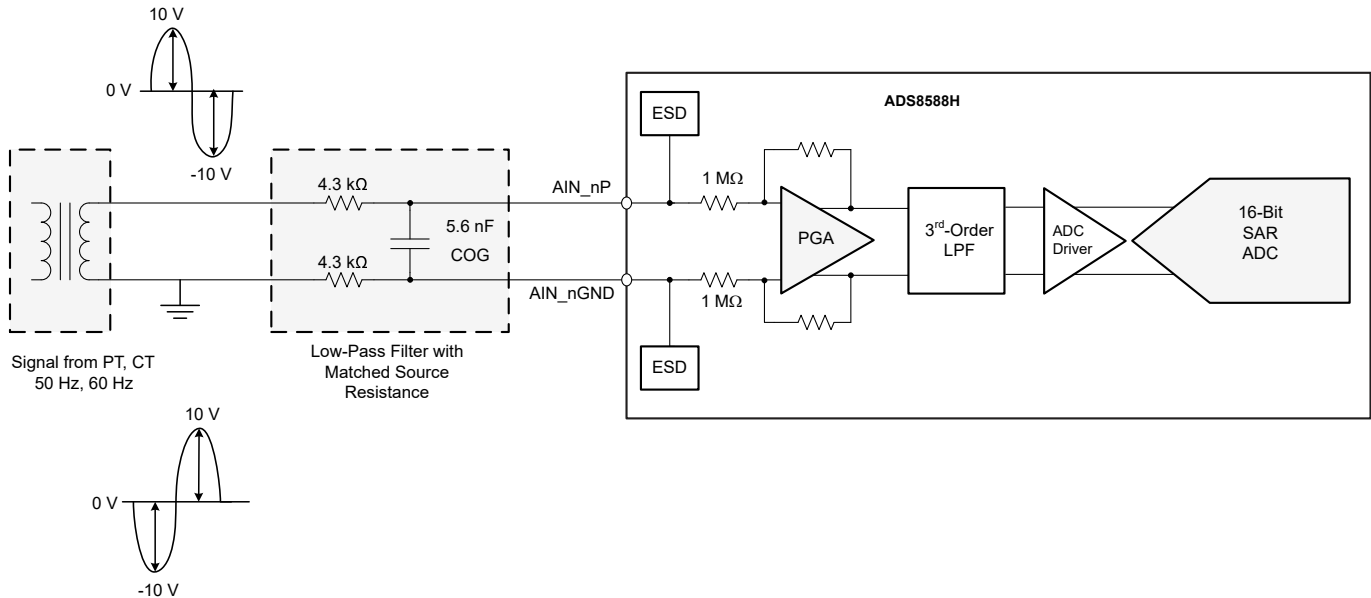 10 V
0 V
-10 V
Signal from PT, CT
50 Hz, 60 Hz
4.3 kΩ
4.3 kΩ
5.6 nF
COG
Low-Pass Filter with
Matched Source
Resistance
AIN_nP
AIN_nGND
ADS8588H
ESD
ESD
1 MΩ
1 MΩ
PGA
3rd-Order
LPF
ADC
Driver
16-Bit
SAR
ADC
10 V
0 V
-10 V